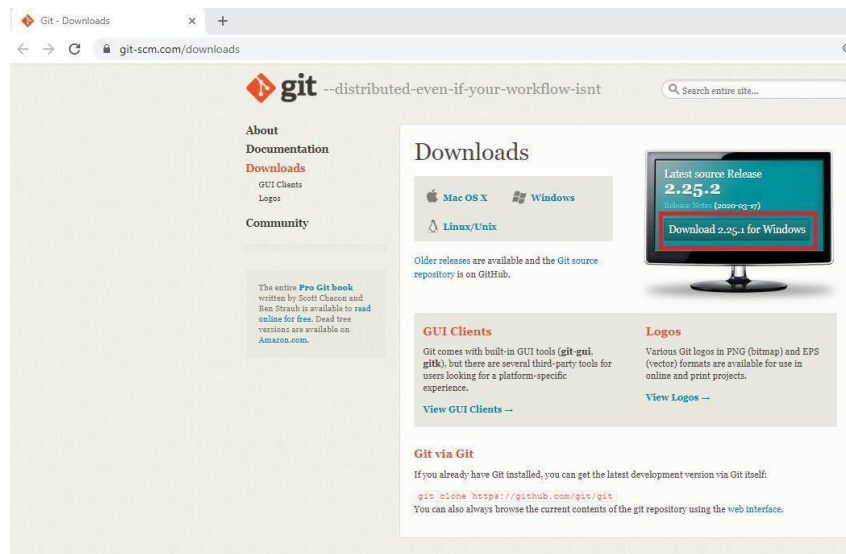 Git - Downloads
git-scm.com/downloads
git --distributed-even-if-your-workflow-isnt
Search entire site...
About
Documentation
Downloads
GUI Clients
Logos
Community
The entire Pro Git book
written by Scott Chacon and
Ben Straub is available to read
online for free. Dead tree
versions are available on
Amazon.com.
Downloads
Mac OS X
Windows
Linux/Unix
Older releases are available and the Git source
repository is on GitHub.
Latest source Release
2.25.2
Release Notes (2020-03-17)
Download 2.25.1 for Windows
GUI Clients
Git comes with built-in GUI tools (git-gui,
gitk), but there are several third-party tools for
users looking for a platform-specific
experience.
View GUI Clients →
Logos
Various Git logos in PNG (bitmap) and EPS
(vector) formats are available for use in
online and print projects.
View Logos →
Git via Git
If you already have Git installed, you can get the latest development version via Git itself:
git clone https://github.com/git/git
You can also always browse the current contents of the git repository using the web interface.